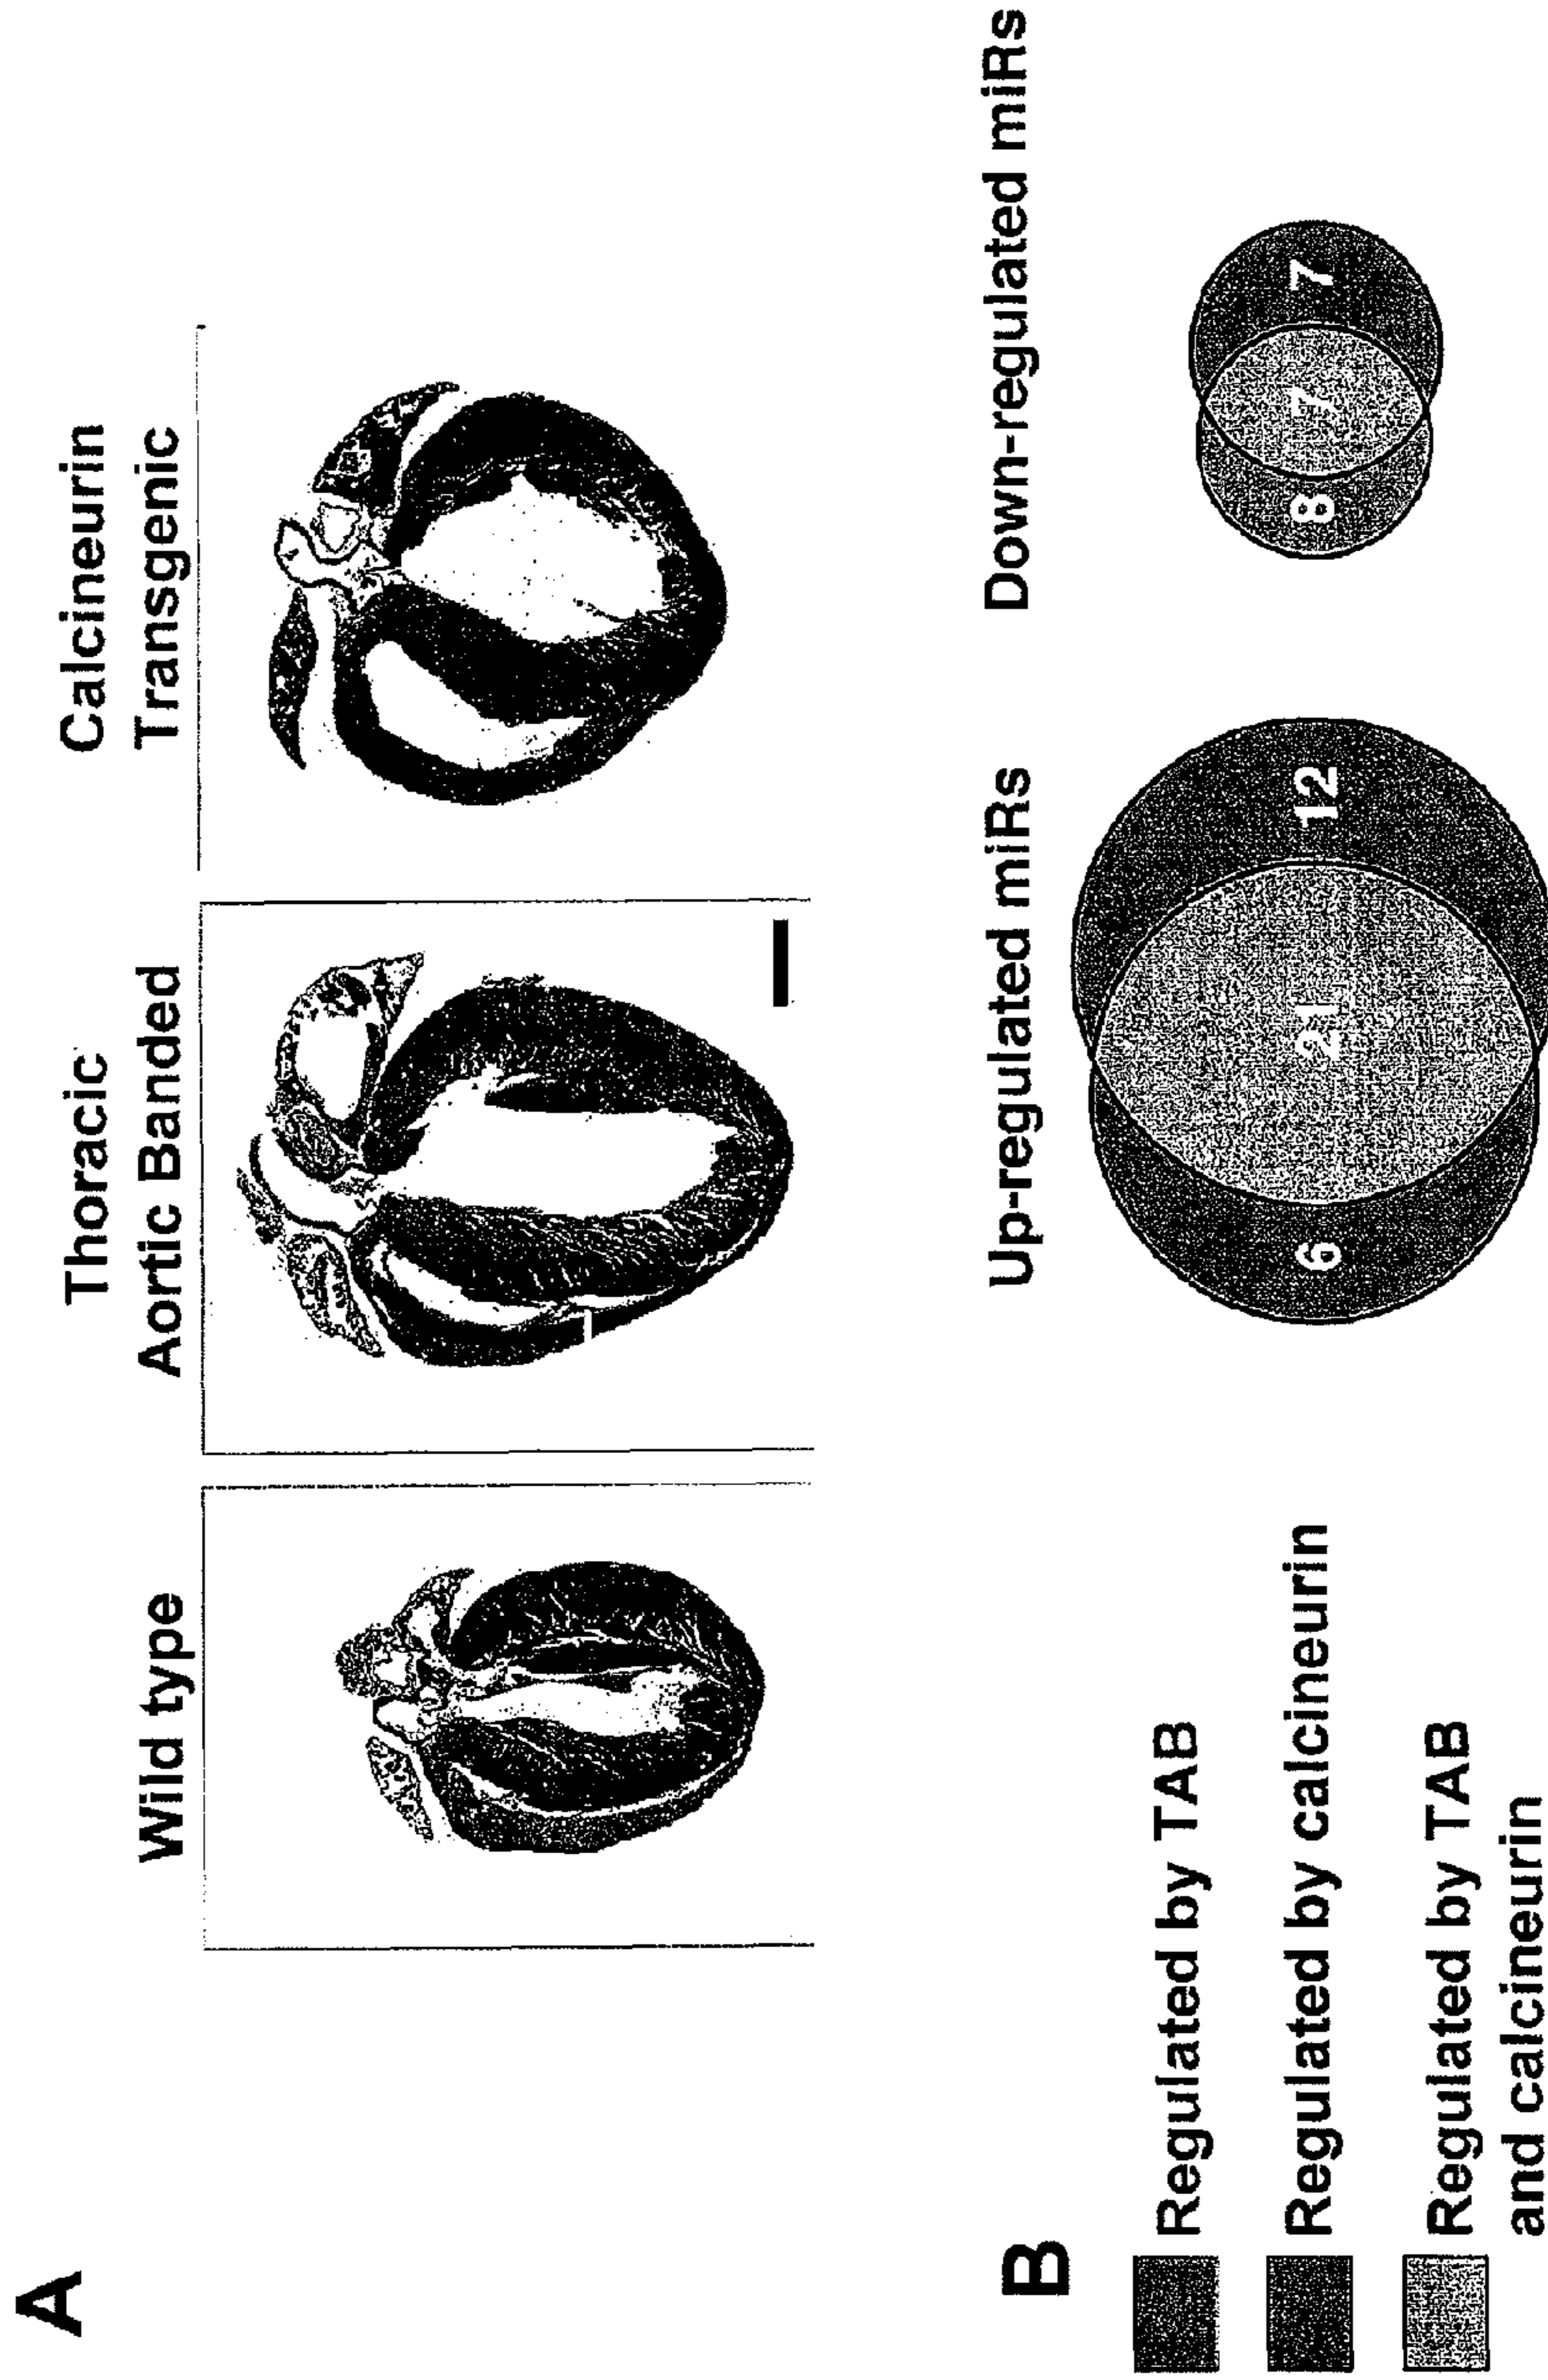 A
Wild type
Thoracic
Aortic Banded
Calcineurin
Transgenic
B
Regulated by TAB
Regulated by calcineurin
Regulated by TAB
and calcineurin
Up-regulated miRs
6
21
12
Down-regulated miRs
8
7
7